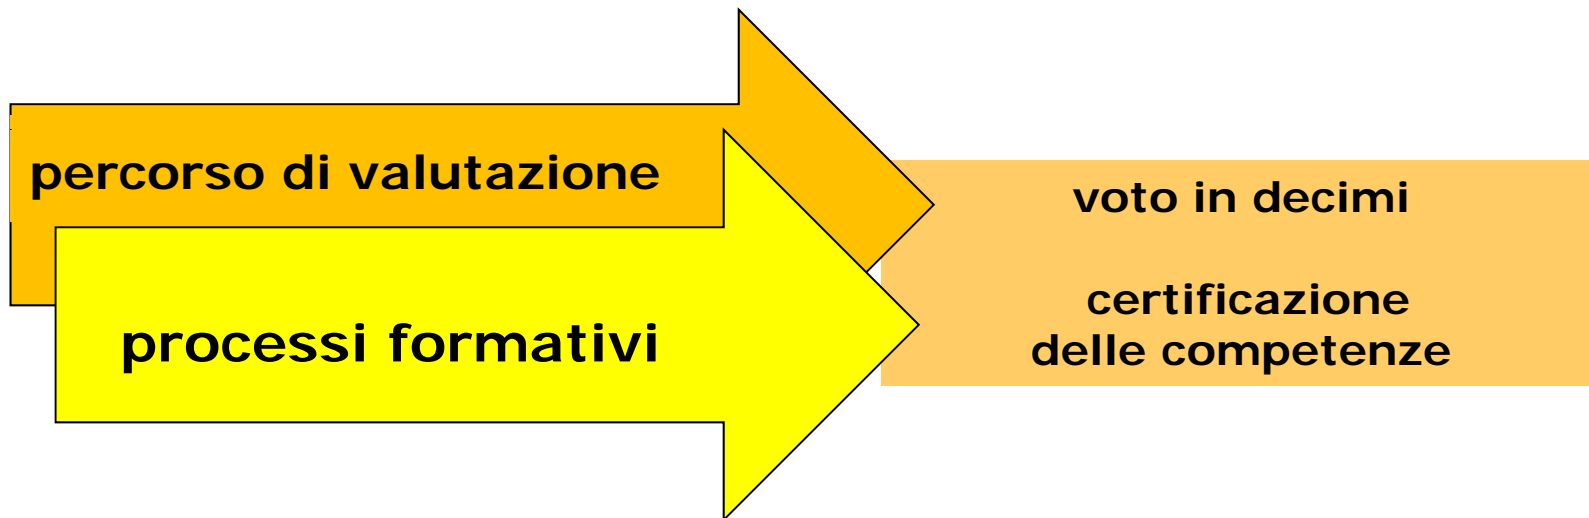 percorso di valutazione
processi formativi
voto in decimi
certificazione
delle competenze